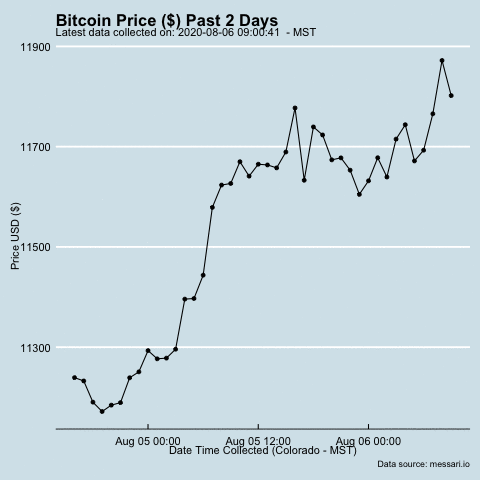 Bitcoin Price ($) Past 2 Days
Latest data collected on: 2020-08-06 09:00:41  - MST
11900
11700
11500
11300
Price USD ($)
Aug 05 00:00 Aug 05 12:00 Aug 06 00:00
Date Time Collected (Colorado - MST)
Data source: messari.io